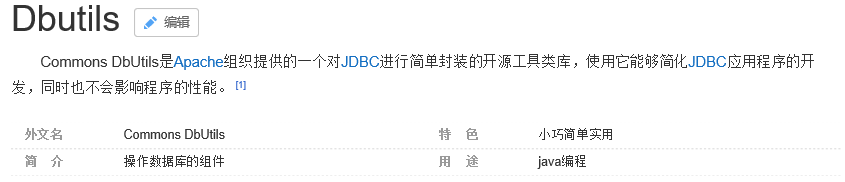 Dbutils 编辑
Commons DbUtils是Apache组织提供的一个对JDBC进行简单封装的开源工具类库，使用它能够简化JDBC应用程序的开
发，同时也不会影响程序的性能。 [1]
外文名 Commons DbUtils 特 色 小巧简单实用
简 介 操作数据库的组件 用 途 java编程